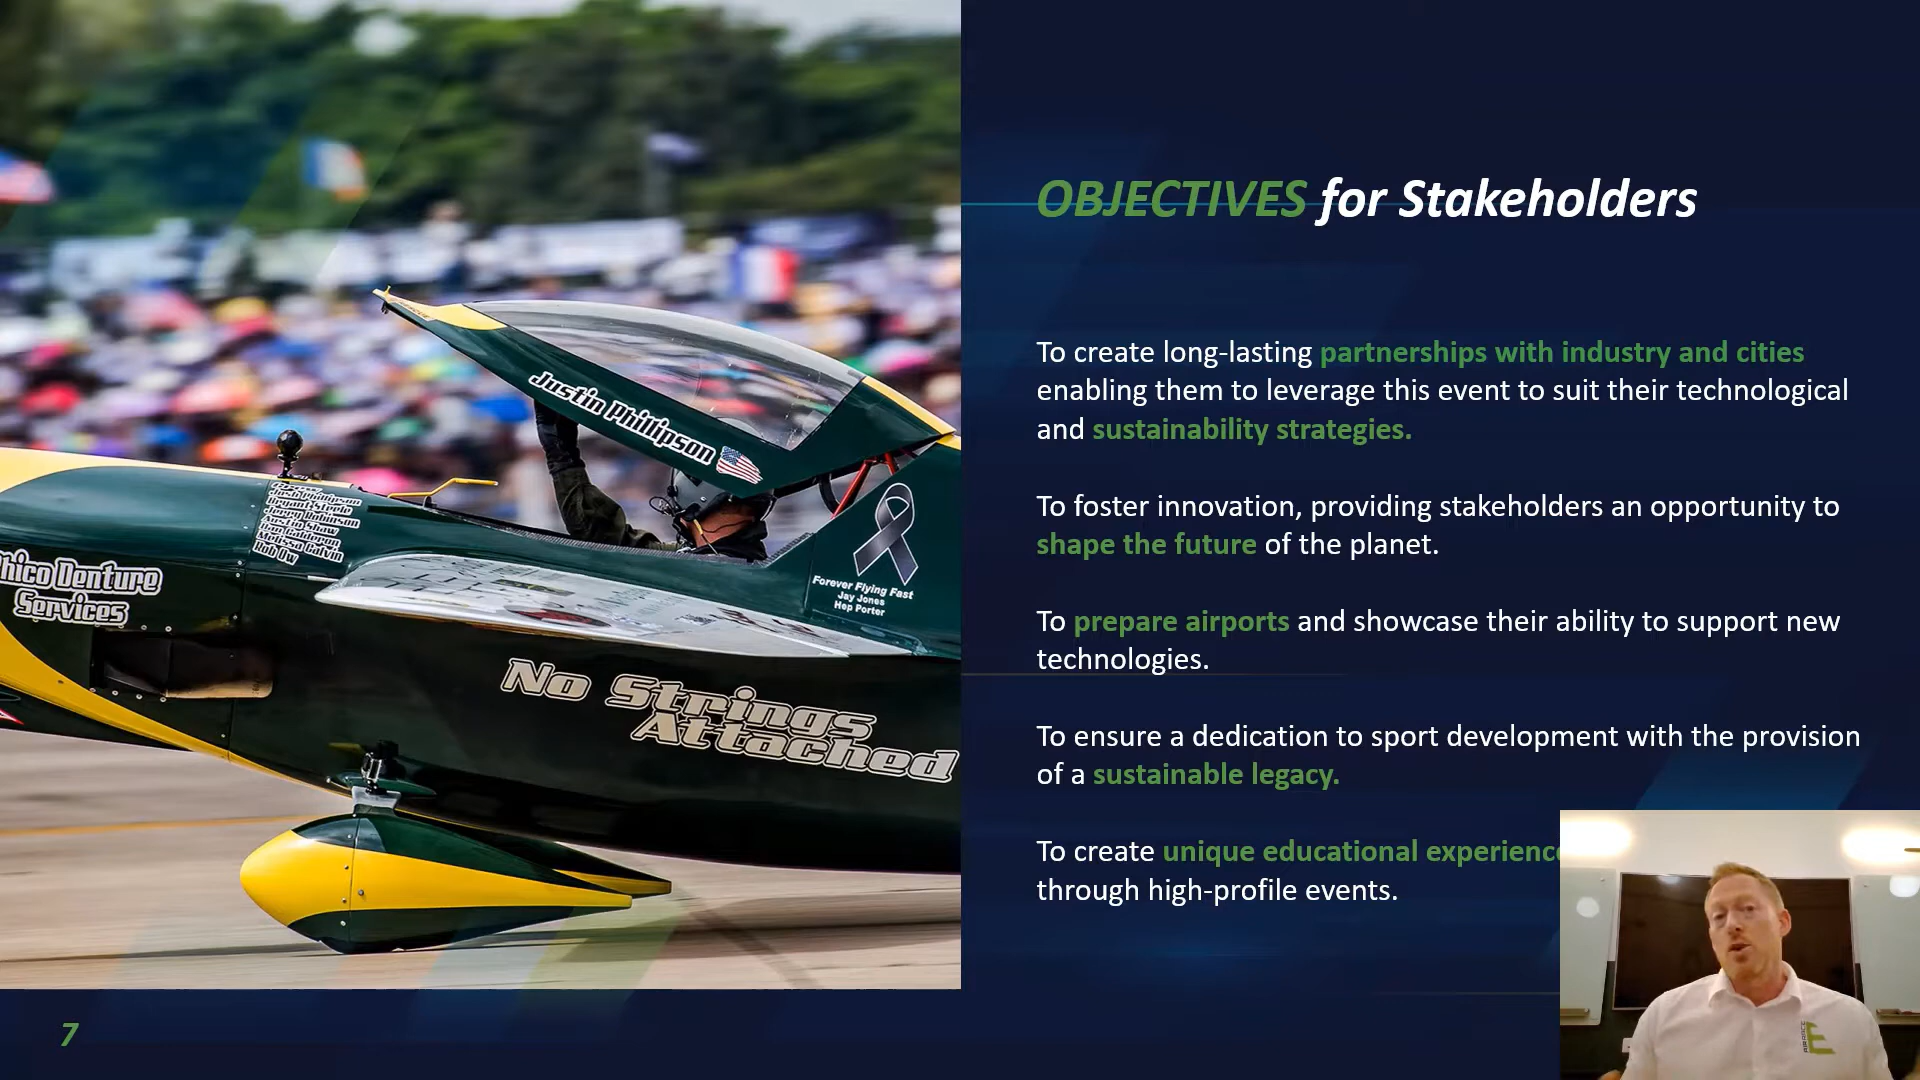 OBJECTIVES for Stakeholders
To create long-lasting partnerships with industry and cities
enabling them to leverage this event to suit their technological
and sustainability strategies.
To foster innovation, providing stakeholders an opportunity to
shape the future of the planet.
To prepare airports and showcase their ability to support new
technologies.
To ensure a dedication to sport development with the provision
of a sustainable legacy.
To create unique educational experienc
through high-profile events.
Justin Phillipson
hico Denture
Services
Forever Flying Fast
Jay Jones
Hep Porter
No Strings
Attached
7
E